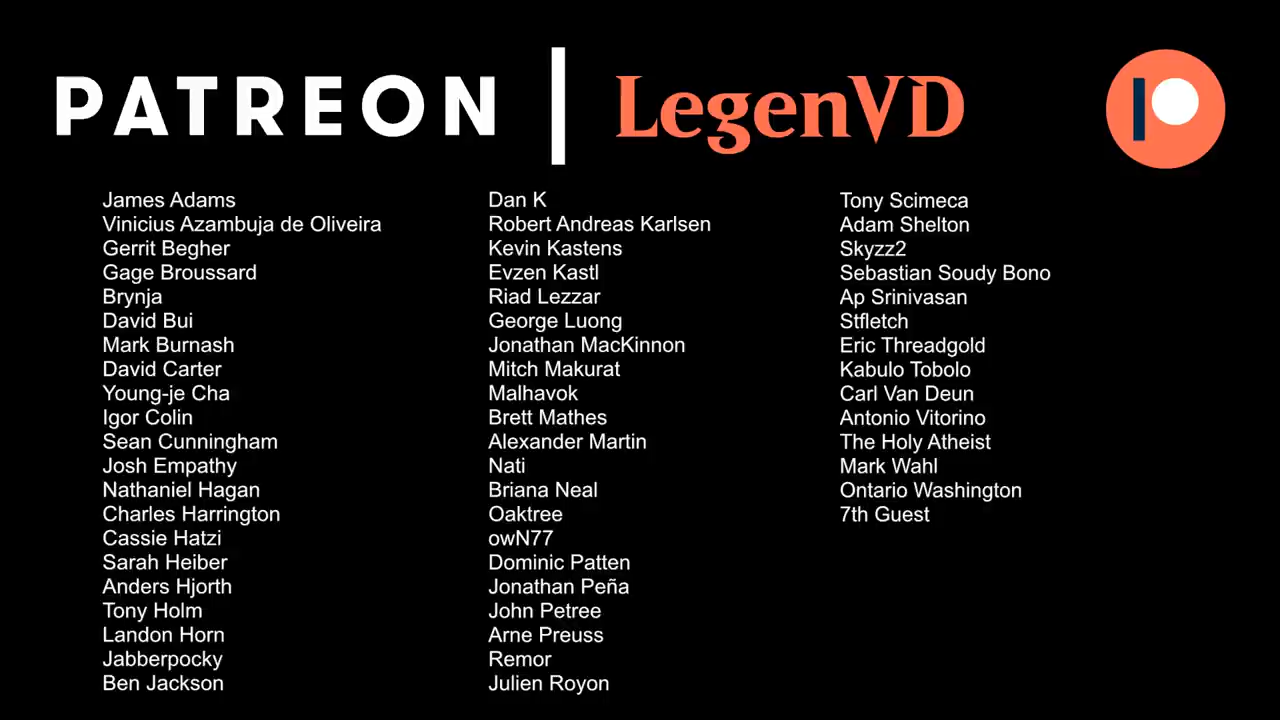 PATREON | LegenVD
James Adams
Vinicius Azambuja de Oliveira
Gerrit Begher
Gage Broussard
Brynja
David Bui
Mark Burnash
David Carter
Young-je Cha
Igor Colin
Sean Cunningham
Josh Empathy
Nathaniel Hagan
Charles Harrington
Cassie Hatzi
Sarah Heiber
Anders Hjorth
Tony Holm
Landon Horn
Jabberpocky
Ben Jackson
Dan K
Robert Andreas Karlsen
Kevin Kastens
Evzen Kastl
Riad Lezzar
George Luong
Jonathan MacKinnon
Mitch Makurat
Malhavok
Brett Mathes
Alexander Martin
Nati
Briana Neal
Oaktree
owN77
Dominic Patten
Jonathan Peña
John Petree
Arne Preuss
Remor
Julien Royon
Tony Scimeca
Adam Shelton
Skyzz2
Sebastian Soudy Bono
Ap Srinivasan
Stfletch
Eric Threadgold
Kabulo Tobolo
Carl Van Deun
Antonio Vitorino
The Holy Atheist
Mark Wahl
Ontario Washington
7th Guest